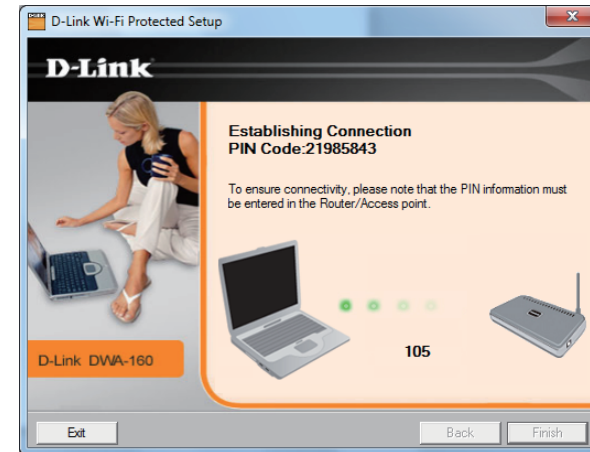 D-Link Wi-Fi Protected Setup
D-Link
Establishing Connection
PIN Code:21985843
To ensure connectivity, please note that the PIN information must
be entered in the Router/Access point.
105
D-Link DWA-160
Exit
Back
Finish